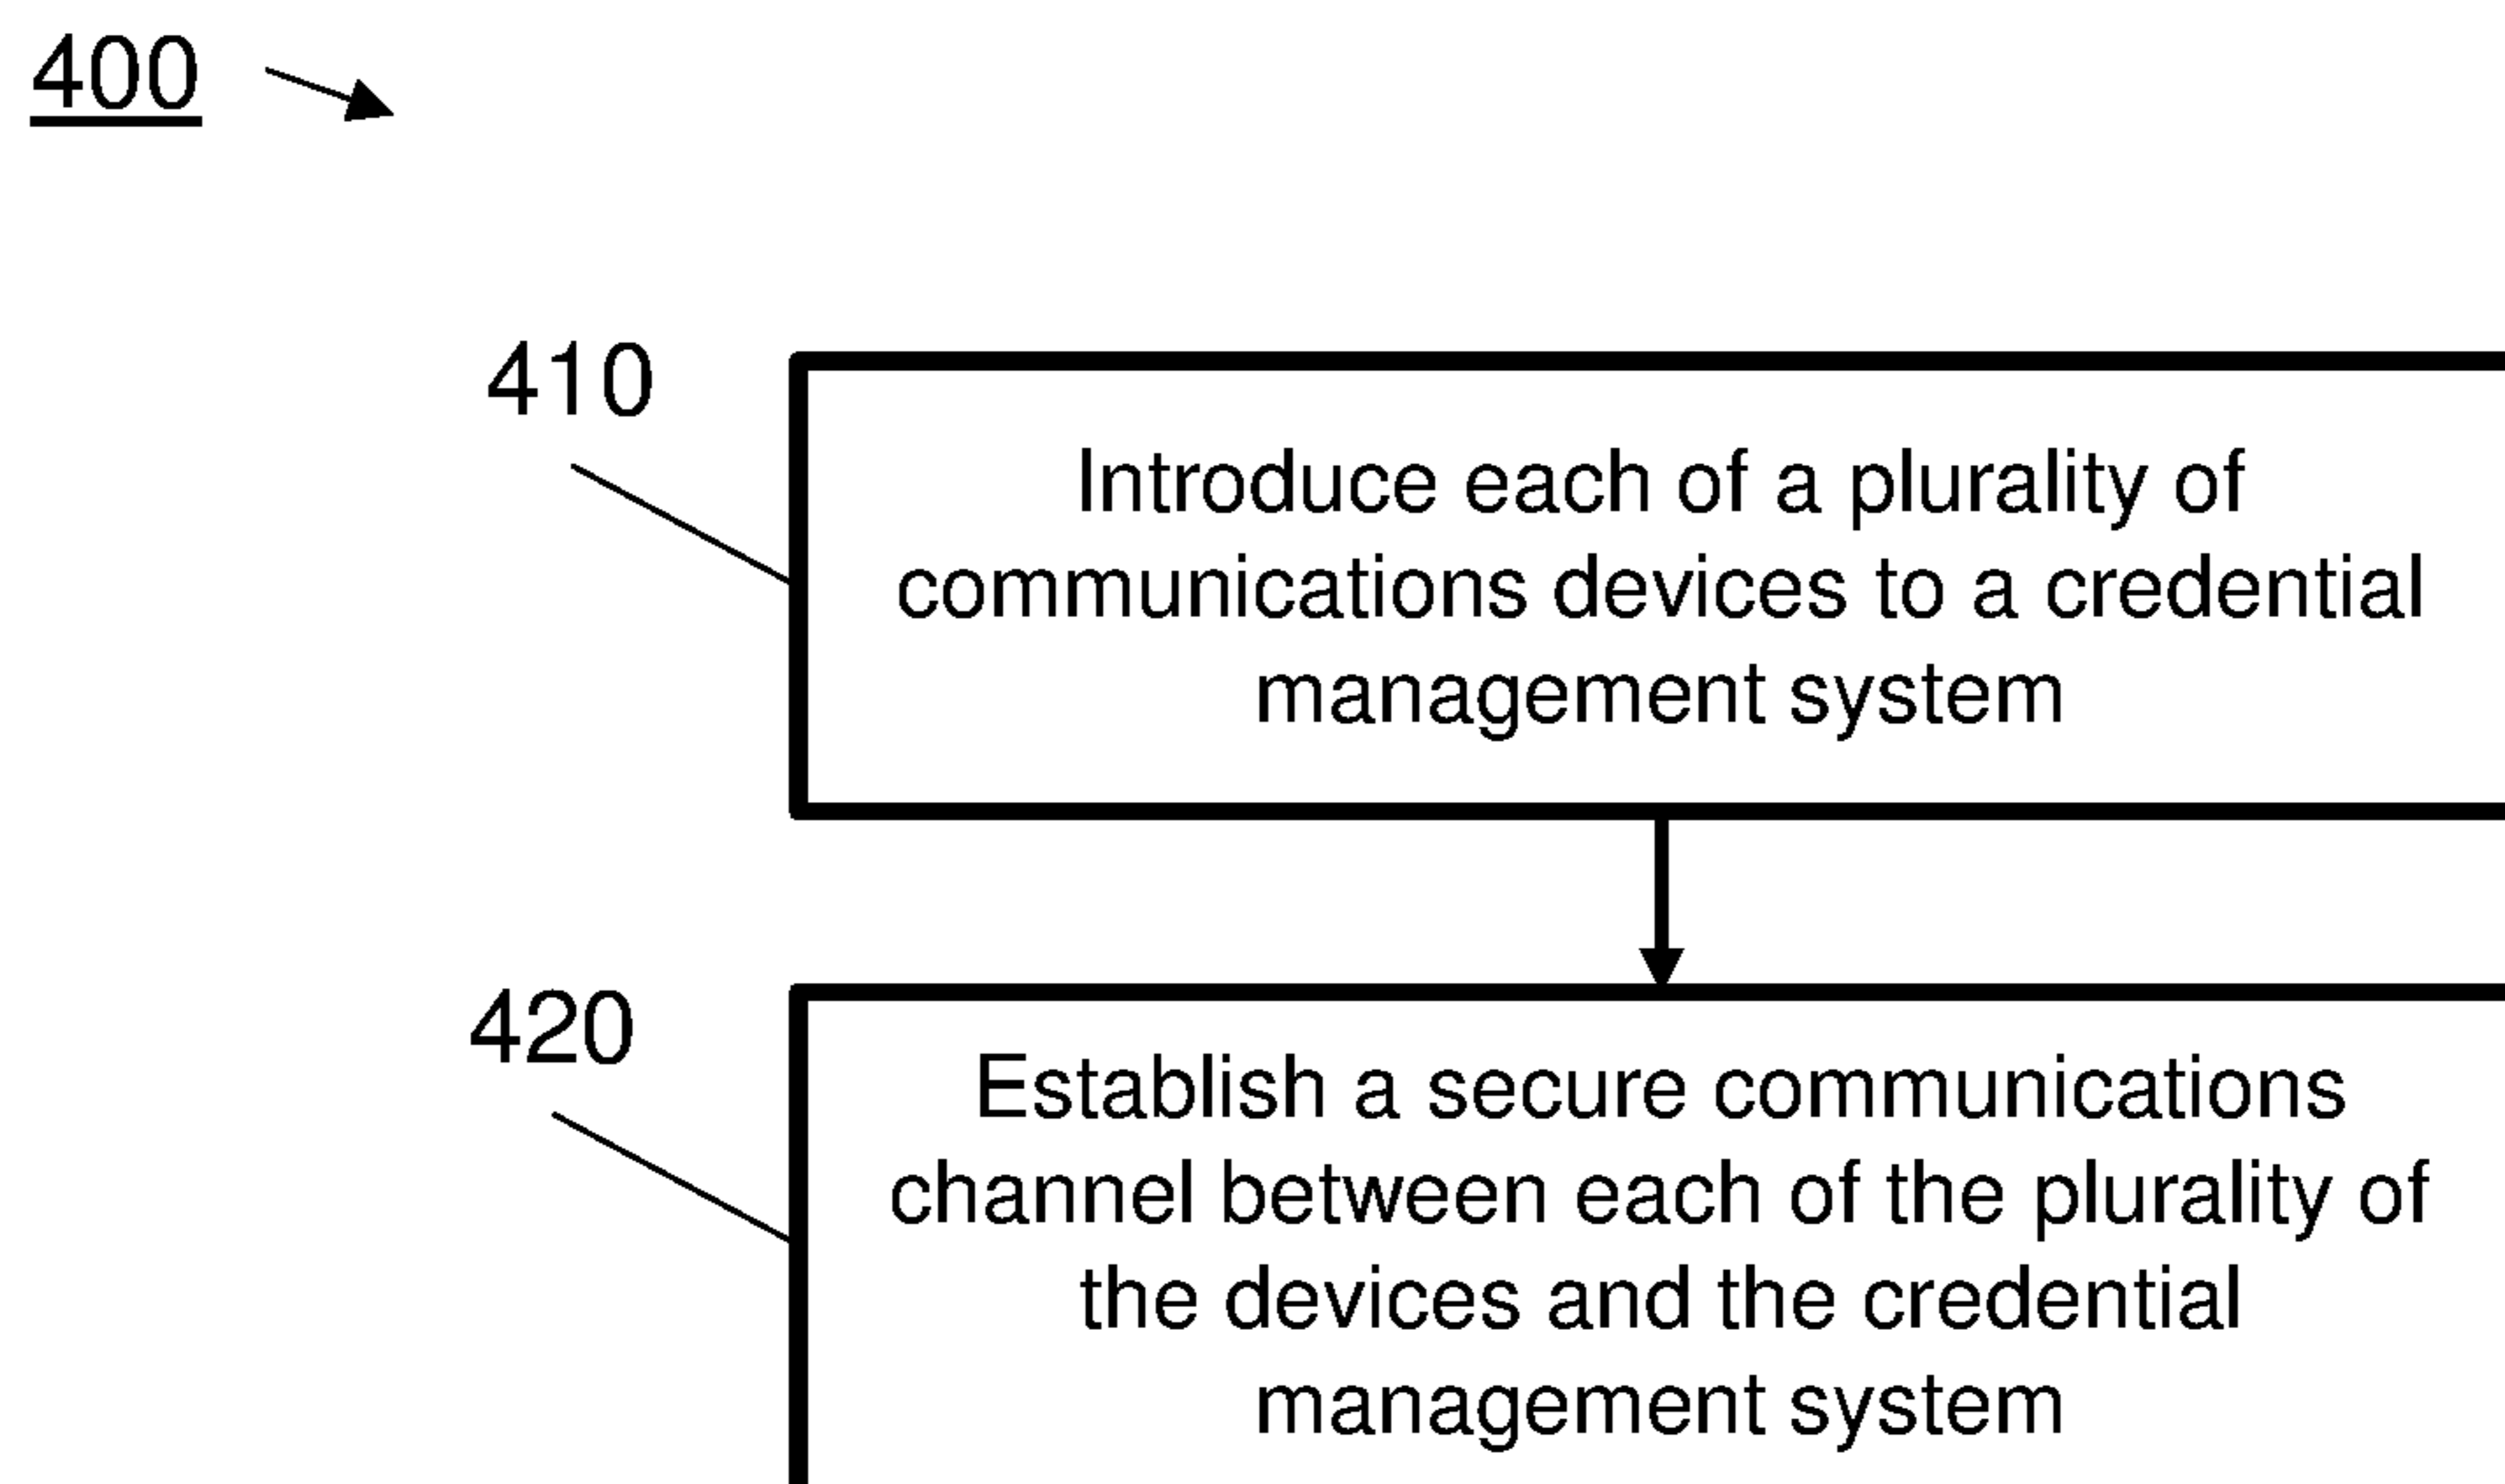 400
410
Introduce each of a plurality of
communications devices to a credential
management system
420
Establish a secure communications
channel between each of the plurality of
the devices and the credential
management system